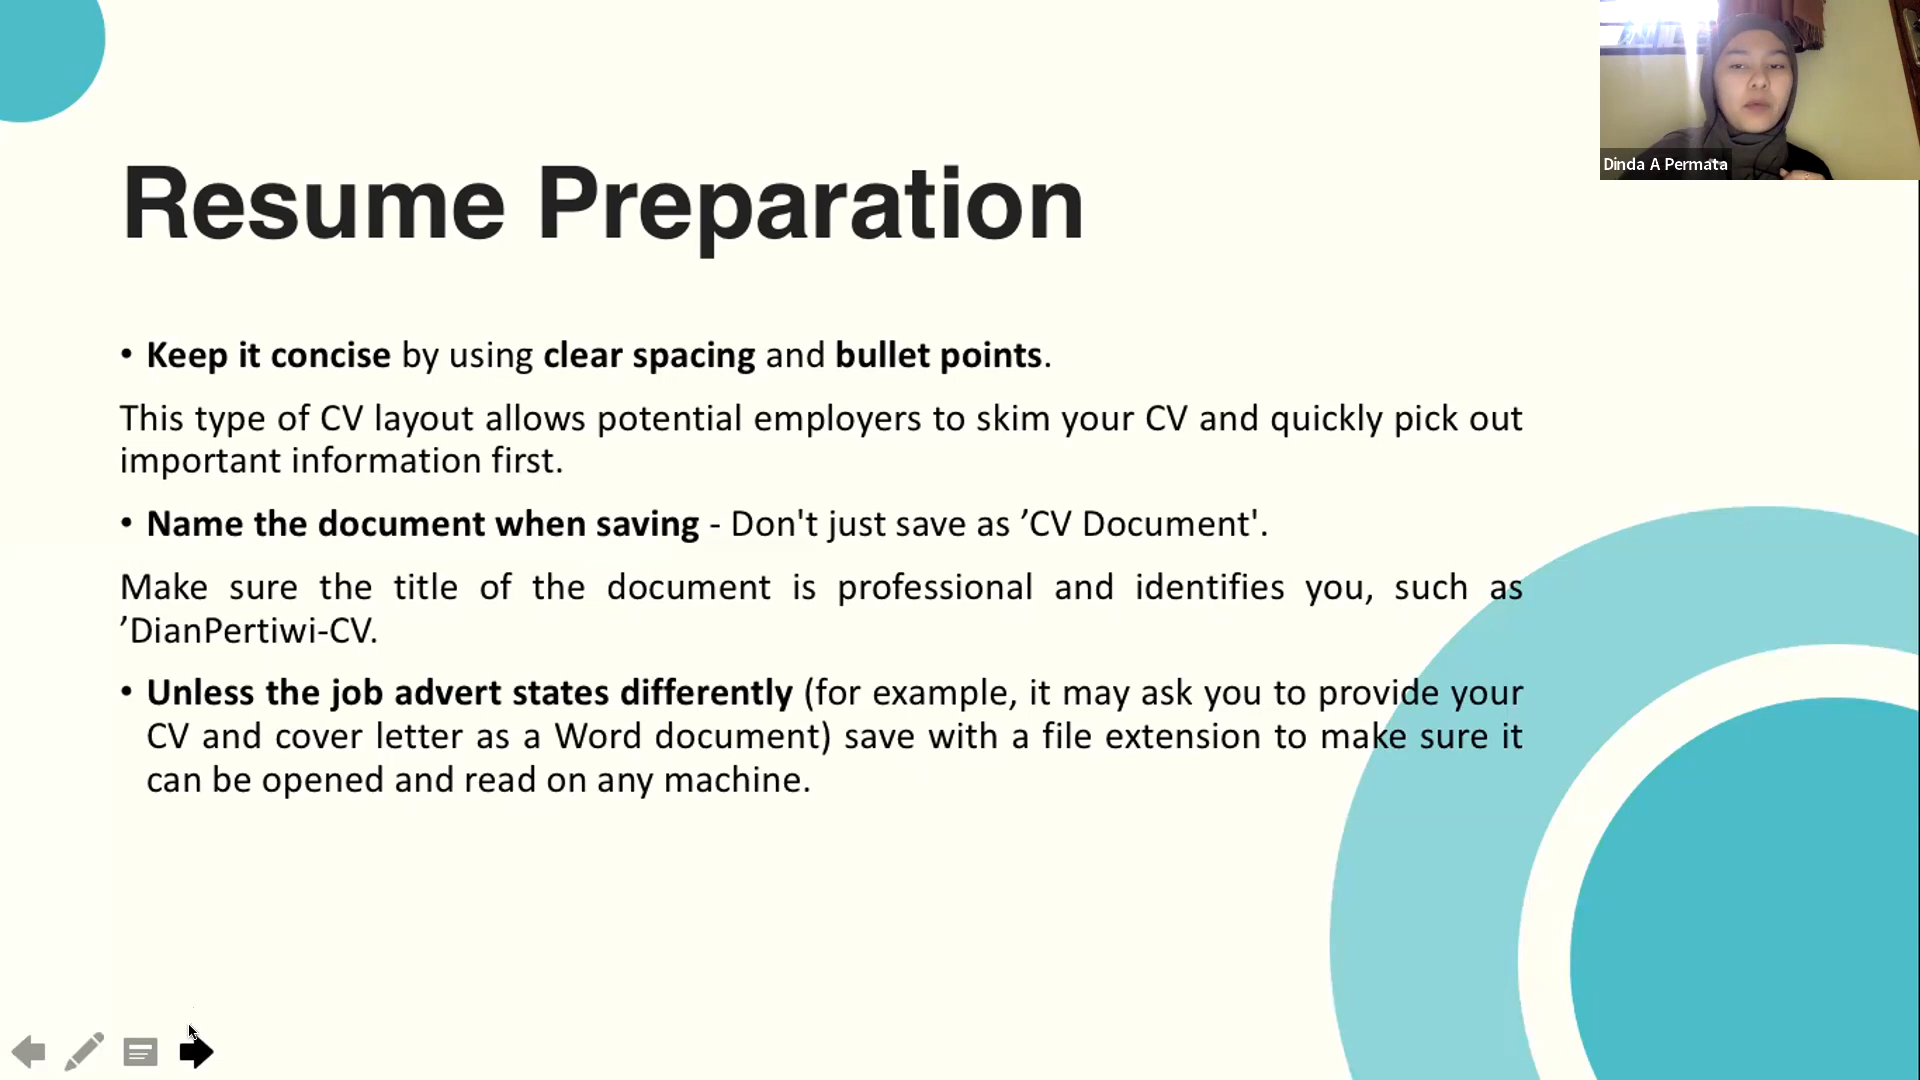 Dinda A Permata
Resume Preparation
• Keep it concise by using clear spacing and bullet points.
This type of CV layout allows potential employers to skim your CV and quickly pick out
important information first.
• Name the document when saving - Don't just save as ’CV Document'.
Make sure the title of the document is professional and identifies you, such as
’DianPertiwi-CV.
• Unless the job advert states differently (for example, it may ask you to provide your
CV and cover letter as a Word document) save with a file extension to make sure it
can be opened and read on any machine.